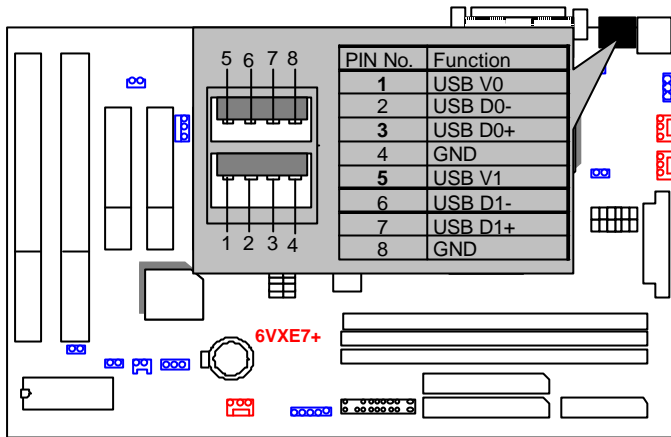 5 6 7 8
1 2 3 4
PIN No. Function
1 USB V0
2 USB D0-
3 USB D0+
4 GND
5 USB V1
6 USB D1-
7 USB D1+
8 GND
6VXE7+